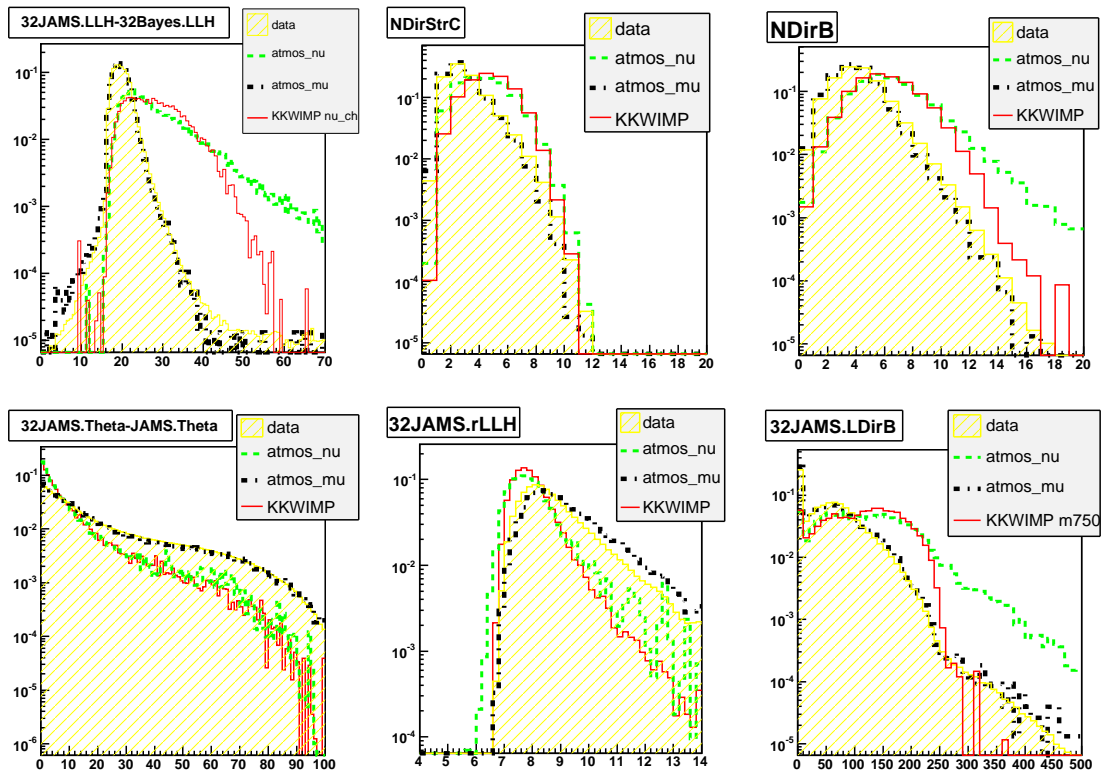 32JAMS.LLH-32Bayes.LLH
data
atmos_nu
atmos_mu
KKWIMP nu_ch
10⁻¹
10⁻²
10⁻³
10⁻⁴
10⁻⁵
0 10 20 30 40 50 60 70
NDirStrC
data
atmos_nu
atmos_mu
KKWIMP
10⁻¹
10⁻²
10⁻³
10⁻⁴
10⁻⁵
0 2 4 6 8 10 12 14 16 18 20
NDirB
data
atmos_nu
atmos_mu
KKWIMP
10⁻¹
10⁻²
10⁻³
10⁻⁴
10⁻⁵
0 2 4 6 8 10 12 14 16 18 20
32JAMS.Theta-JAMS.Theta
data
atmos_nu
atmos_mu
KKWIMP
10⁻¹
10⁻²
10⁻³
10⁻⁴
10⁻⁵
10⁻⁶
0 10 20 30 40 50 60 70 80 90 100
32JAMS.rLLH
data
atmos_nu
atmos_mu
KKWIMP
10⁻¹
10⁻²
10⁻³
10⁻⁴
4 5 6 7 8 9 10 11 12 13 14
32JAMS.LDirB
data
atmos_nu
atmos_mu
KKWIMP m750
10⁻¹
10⁻²
10⁻³
10⁻⁴
10⁻⁵
0 50 100 150 200 250 300 350 400 450 500